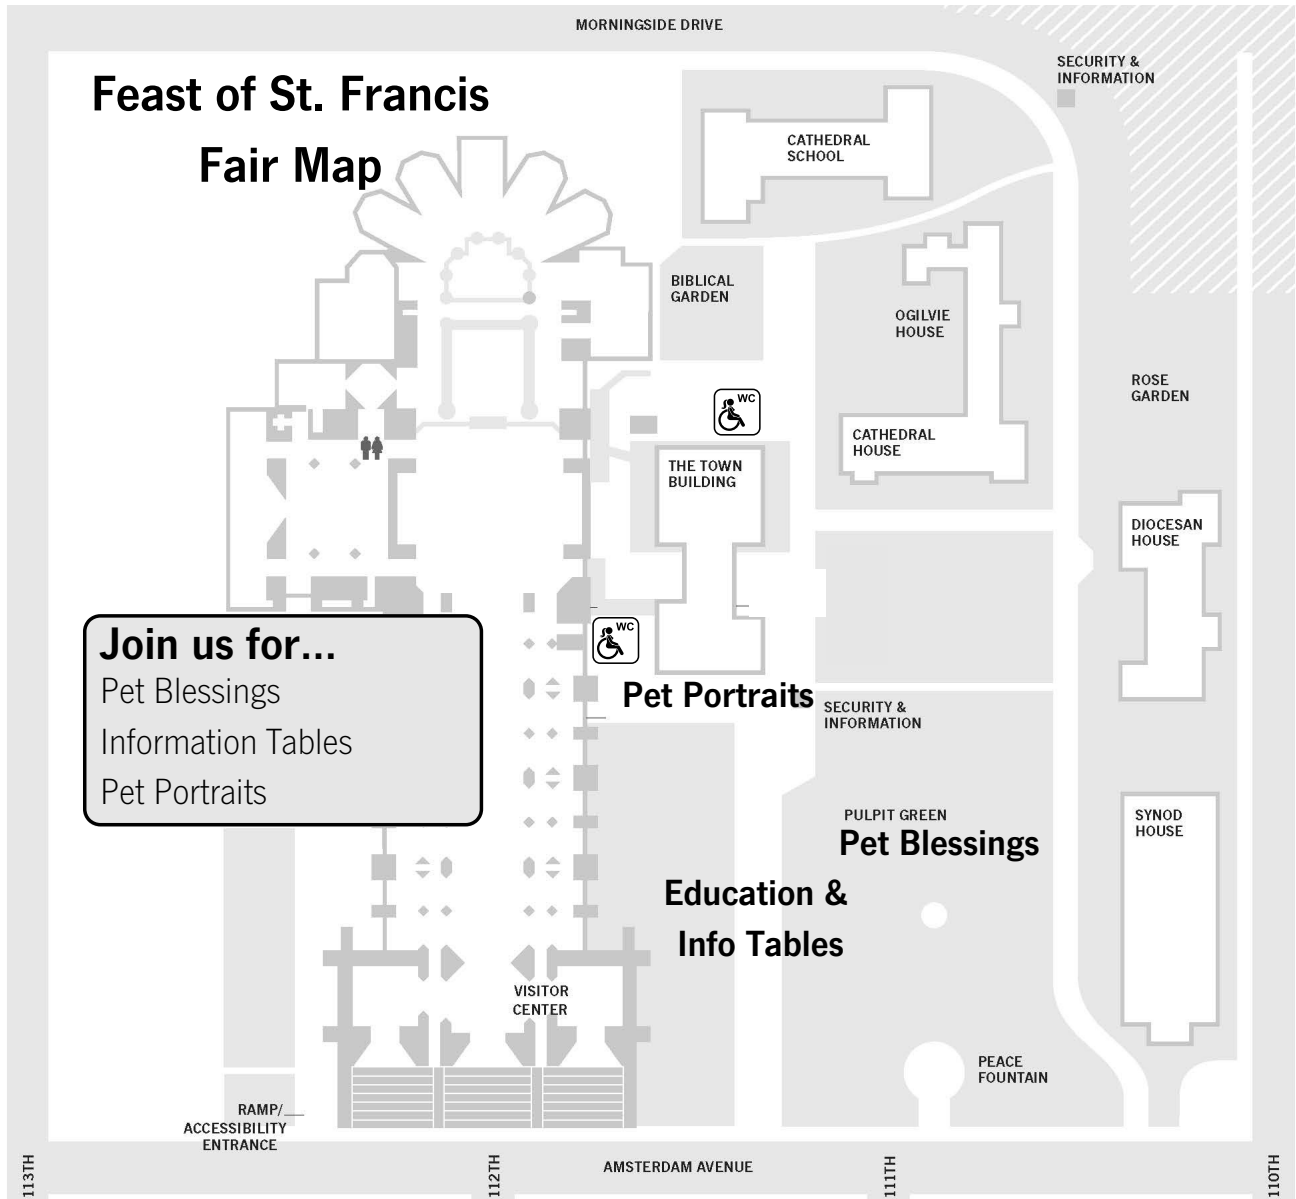 MORNINGSIDE DRIVE
Feast of St. Francis
Fair Map
SECURITY &
INFORMATION
CATHEDRAL
SCHOOL
BIBLICAL
GARDEN
OGILVIE
HOUSE
ROSE
GARDEN
WC
CATHEDRAL
HOUSE
THE TOWN
BUILDING
DIOCESAN
HOUSE
WC
Join us for...
Pet Blessings
Information Tables
Pet Portraits
Pet Portraits
SECURITY &
INFORMATION
PULPIT GREEN
Pet Blessings
SYNOD
HOUSE
Education &
Info Tables
VISITOR
CENTER
PEACE
FOUNTAIN
RAMP/
ACCESSIBILITY
ENTRANCE
AMSTERDAM AVENUE
113TH
112TH
111TH
110TH